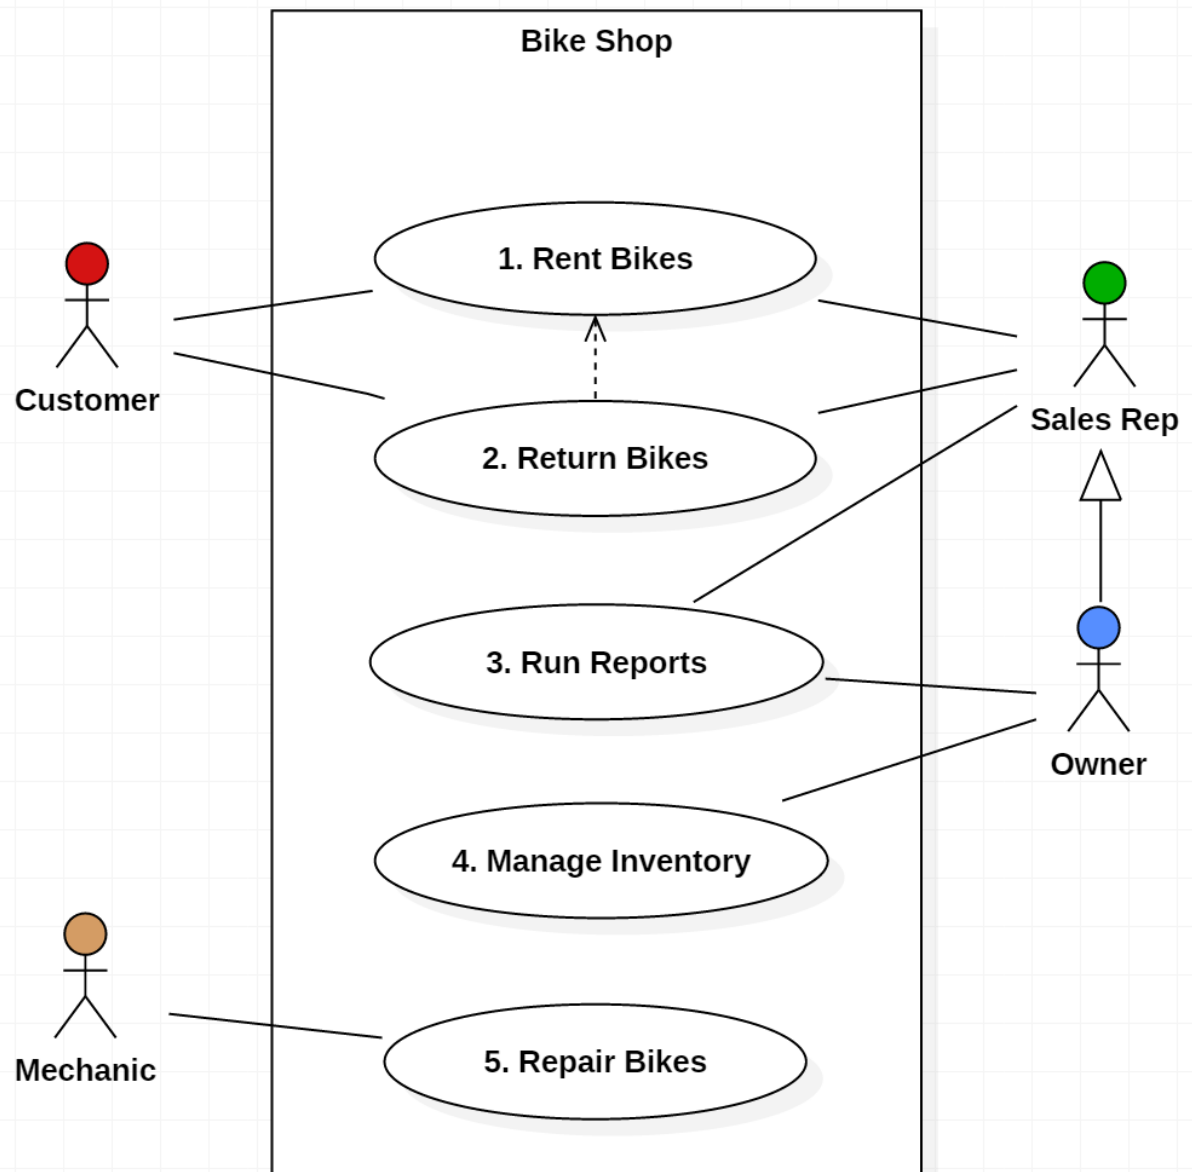 Bike Shop
1. Rent Bikes
Customer
Sales Rep
2. Return Bikes
3. Run Reports
Owner
4. Manage Inventory
Mechanic
5. Repair Bikes